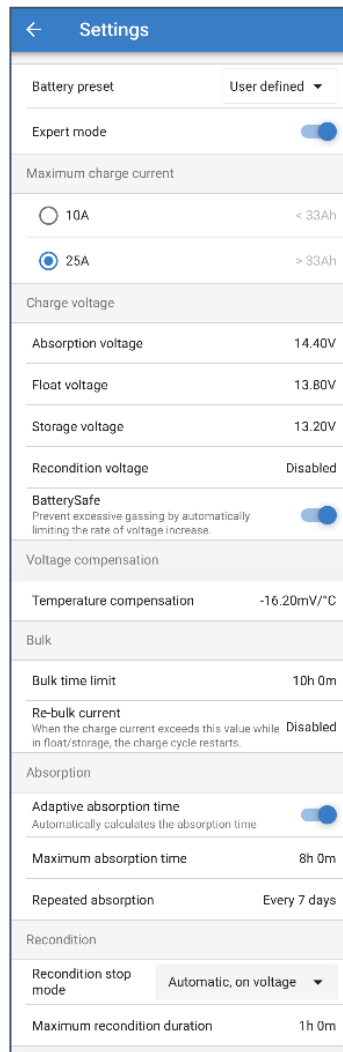 Settings
Battery preset User defined
Expert mode
Maximum charge current
10A < 33Ah
25A > 33Ah
Charge voltage
Absorption voltage 14.40V
Float voltage 13.80V
Storage voltage 13.20V
Recondition voltage Disabled
BatterySafe
Prevent excessive gassing by automatically
limiting the rate of voltage increase.
Voltage compensation
Temperature compensation -16.20mV/°C
Bulk
Bulk time limit 10h 0m
Re-bulk current
When the charge current exceeds this value while Disabled
in float/storage, the charge cycle restarts.
Absorption
Adaptive absorption time
Automatically calculates the absorption time
Maximum absorption time 8h 0m
Repeated absorption Every 7 days
Recondition
Recondition stop
mode Automatic, on voltage
Maximum recondition duration 1h 0m